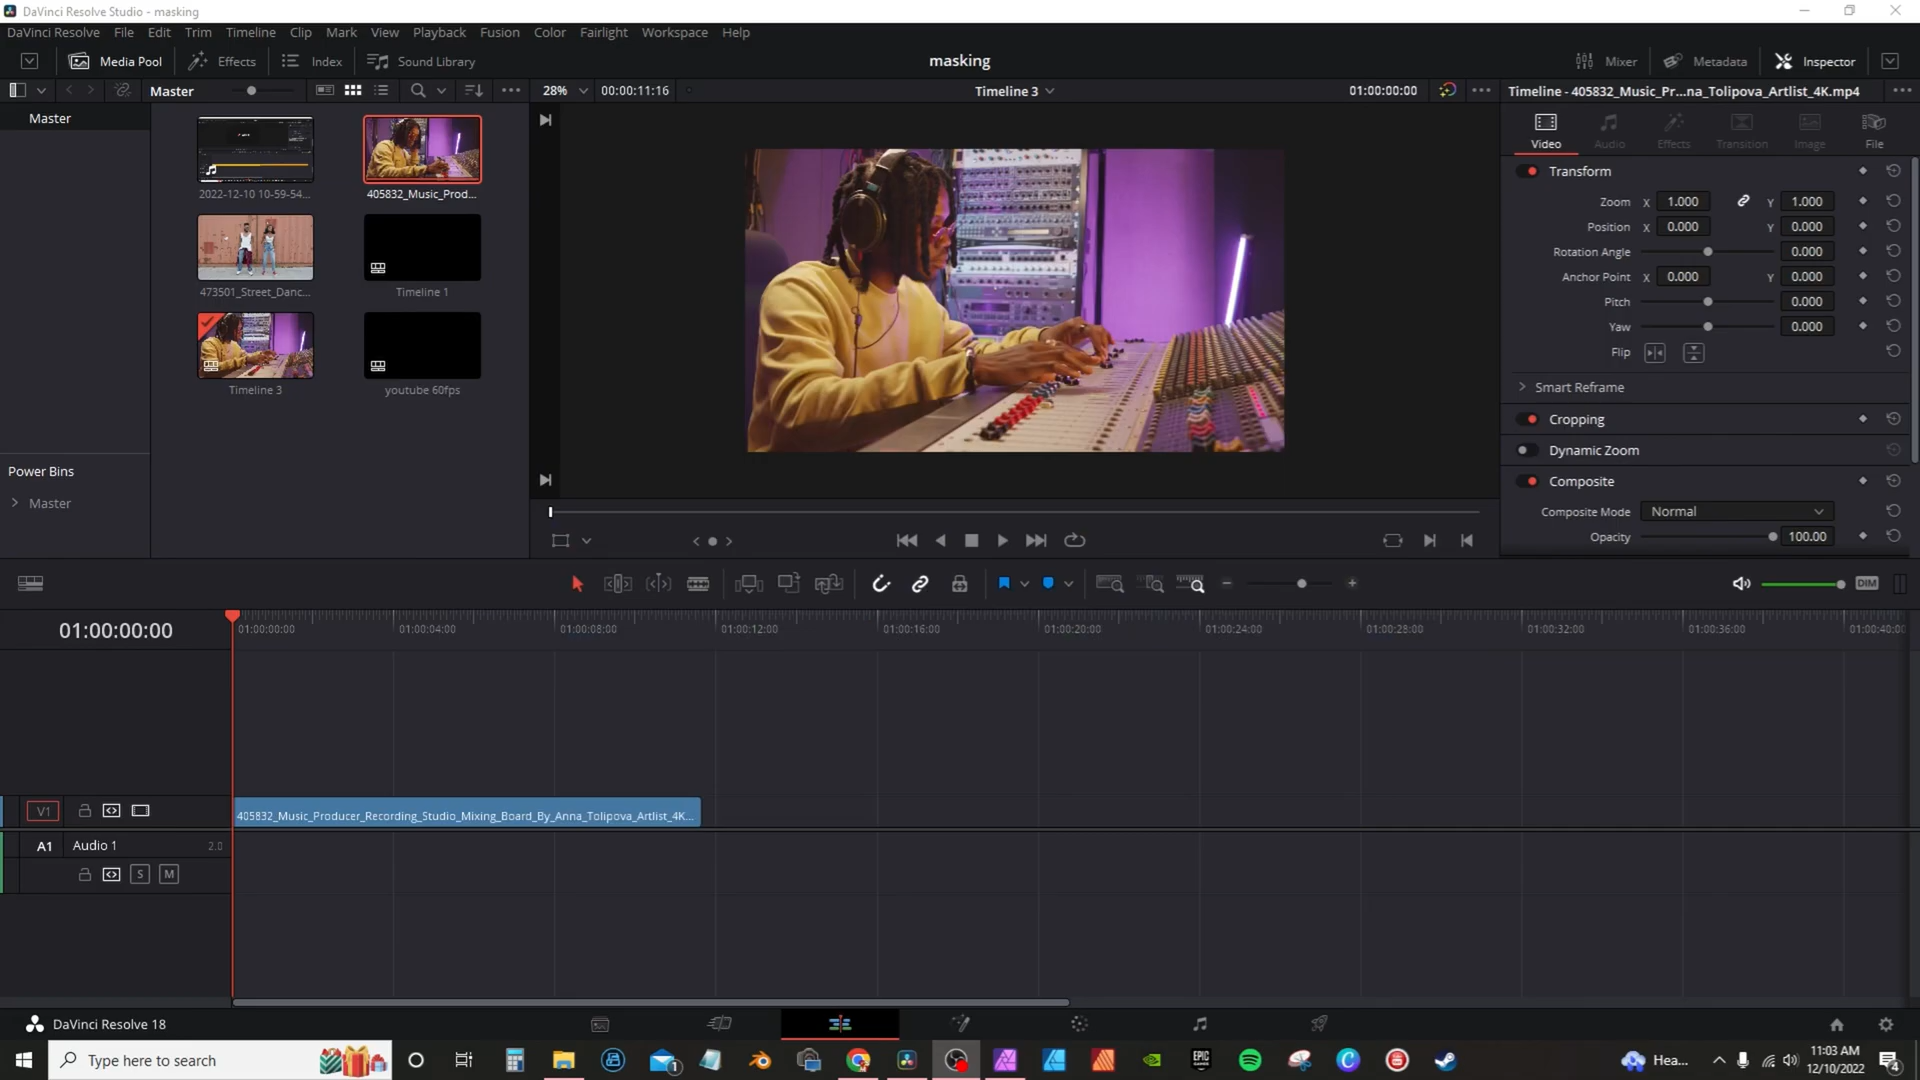 DaVinci Resolve Studio - masking
DaVinci Resolve File Edit Trim Timeline Clip Mark View Playback Fusion Color Fairlight Workspace Help
Media Pool Effects Index Sound Library masking Mixer Metadata Inspector
Master 28% 00:00:11:16 Timeline 3 01:00:00:00 Timeline - 405832_Music_Pr...na_Tolipova_Artlist_4K.mp4
Master
Video Audio Effects Transition Image File
Transform
2022-12-10 10-59-54... 405832_Music_Prod...
Zoom X 1.000 Y 1.000
Position X 0.000 Y 0.000
Rotation Angle 0.000
Anchor Point X 0.000 Y 0.000
473501_Street_Danc... Timeline 1
Pitch 0.000
Yaw 0.000
Flip
Timeline 3 youtube 60fps
Smart Reframe
Cropping
Dynamic Zoom
Power Bins
Composite
Master
Composite Mode Normal
Opacity 100.00
DIM
01:00:00:00
01:00:00:00 01:00:04:00 01:00:08:00 01:00:12:00 01:00:16:00 01:00:20:00 01:00:24:00 01:00:28:00 01:00:32:00 01:00:36:00 01:00:40:00
V1
405832_Music_Producer_Recording_Studio_Mixing_Board_By_Anna_Tolipova_Artlist_4K...
A1 Audio 1 2.0
S M
DaVinci Resolve 18
Type here to search
1
EPIC GAMES
Hea...
11:03 AM
12/10/2022
4